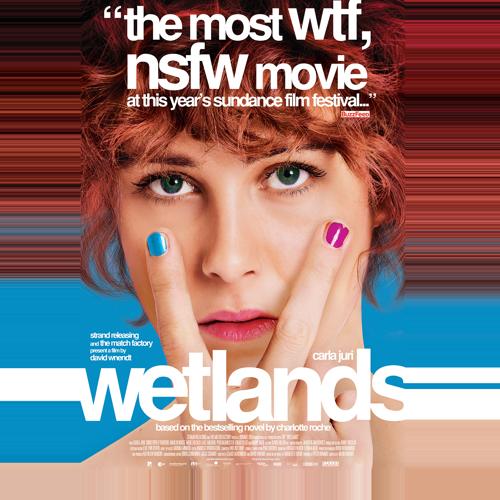 “the most wtf,
nsfw movie
at this year's sundance film festival...”
BuzzFeed
strand releasing
and the match factory
present a film by
david wnendt
carla juri
wetlands
based on the bestselling novel by charlotte roche